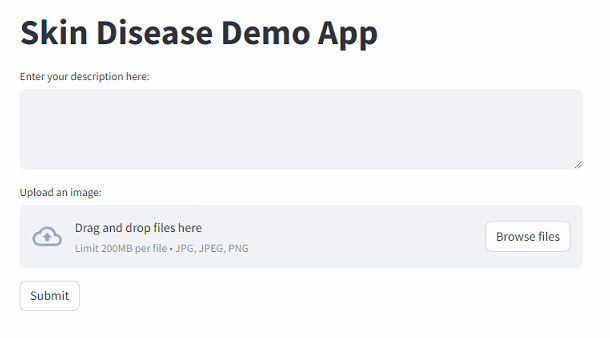 Skin Disease Demo App
Enter your description here:
Upload an image:
Drag and drop files here
Limit 200MB per file • JPG, JPEG, PNG
Browse files
Submit